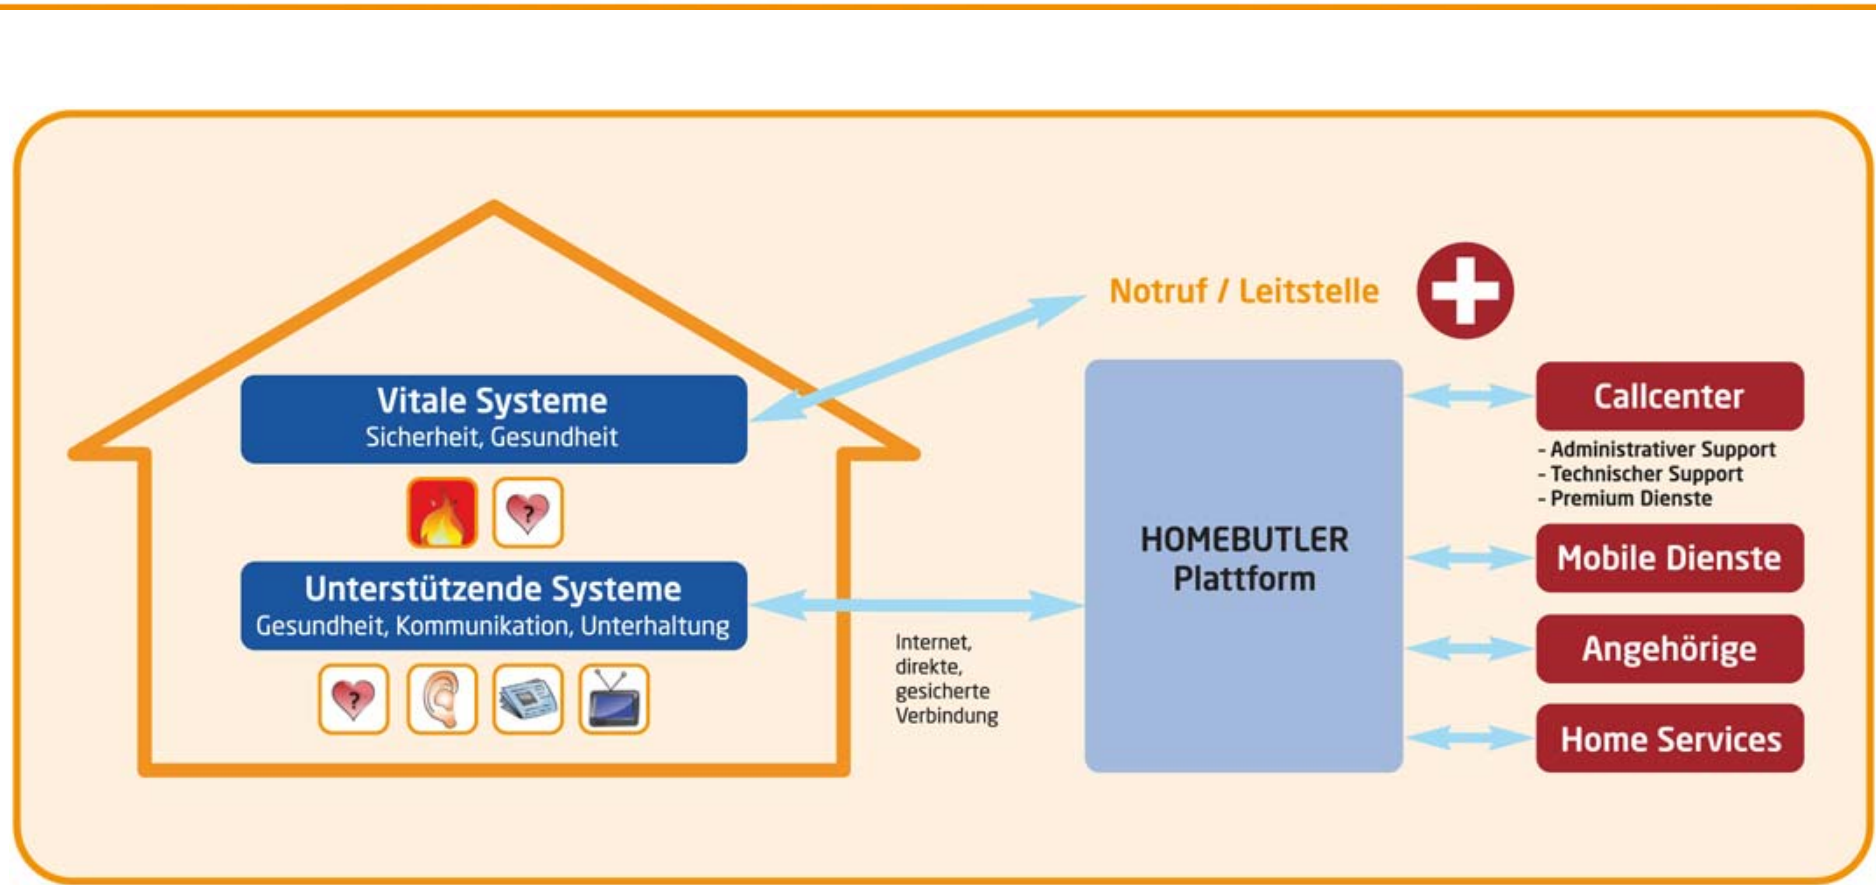 Notruf / Leitstelle
Vitale Systeme
Sicherheit, Gesundheit
?
Unterstützende Systeme
Gesundheit, Kommunikation, Unterhaltung
?
Internet,
direkte,
gesicherte
Verbindung
HOMEBUTLER
Plattform
Callcenter
- Administrativer Support
- Technischer Support
- Premium Dienste
Mobile Dienste
Angehörige
Home Services